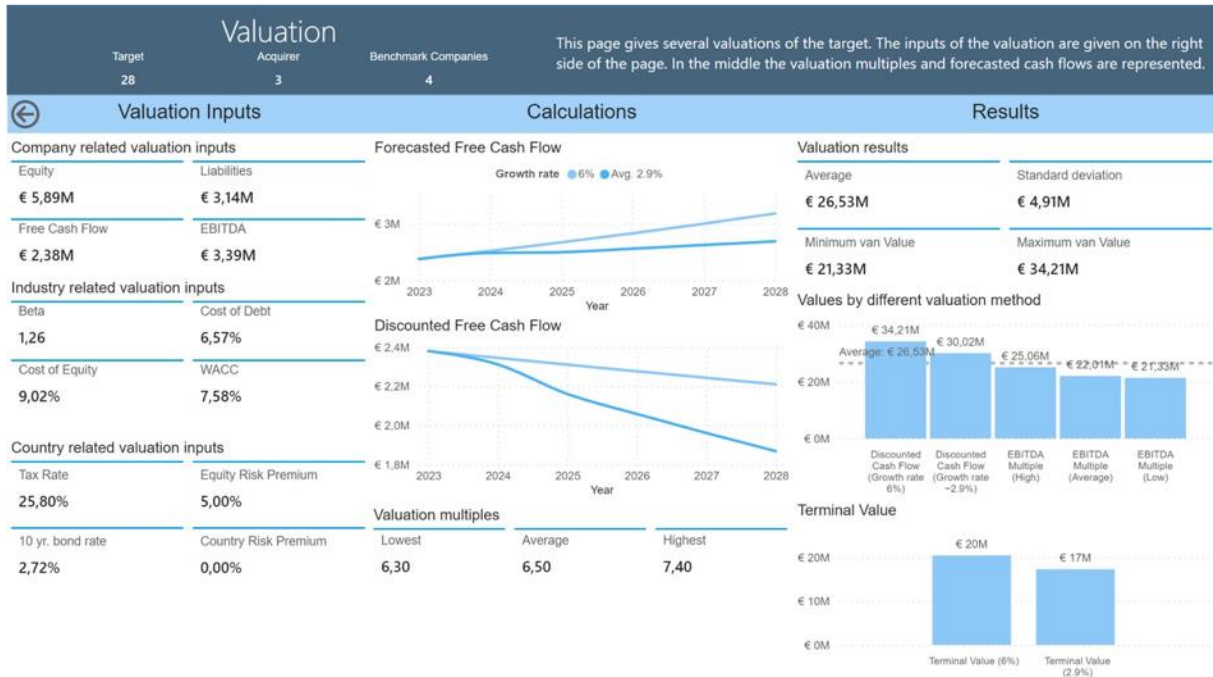 Valuation
Target
Acquirer
Benchmark Companies
28
3
4
This page gives several valuations of the target. The inputs of the valuation are given on the right
side of the page. In the middle the valuation multiples and forecasted cash flows are represented.
Valuation Inputs
Calculations
Results
Company related valuation inputs
Equity
Liabilities
€ 5,89M
€ 3,14M
Free Cash Flow
EBITDA
€ 2,38M
€ 3,39M
Industry related valuation inputs
Beta
Cost of Debt
1,26
6,57%
Cost of Equity
WACC
9,02%
7,58%
Country related valuation inputs
Tax Rate
Equity Risk Premium
25,80%
5,00%
10 yr. bond rate
Country Risk Premium
2,72%
0,00%
Forecasted Free Cash Flow
Growth rate 6% Avg. 2.9%
€ 3M
€ 2M
2023 2024 2025 2026 2027 2028
Year
Discounted Free Cash Flow
€ 2,4M
€ 2,2M
€ 2,0M
€ 1,8M
2023 2024 2025 2026 2027 2028
Year
Valuation multiples
Lowest
Average
Highest
6,30
6,50
7,40
Valuation results
Average
Standard deviation
€ 26,53M
€ 4,91M
Minimum van Value
Maximum van Value
€ 21,33M
€ 34,21M
Values by different valuation method
€ 40M
€ 20M
€ 0M
€ 34,21M
€ 30,02M
Average: € 26,53M
€ 25,06M
€ 22,01M
€ 21,33M
Discounted
Cash Flow
(Growth rate
6%)
Discounted
Cash Flow
(Growth rate
~2.9%)
EBITDA
Multiple
(High)
EBITDA
Multiple
(Average)
EBITDA
Multiple
(Low)
Terminal Value
€ 20M
€ 10M
€ 0M
€ 20M
€ 17M
Terminal Value (6%)
Terminal Value
(2.9%)